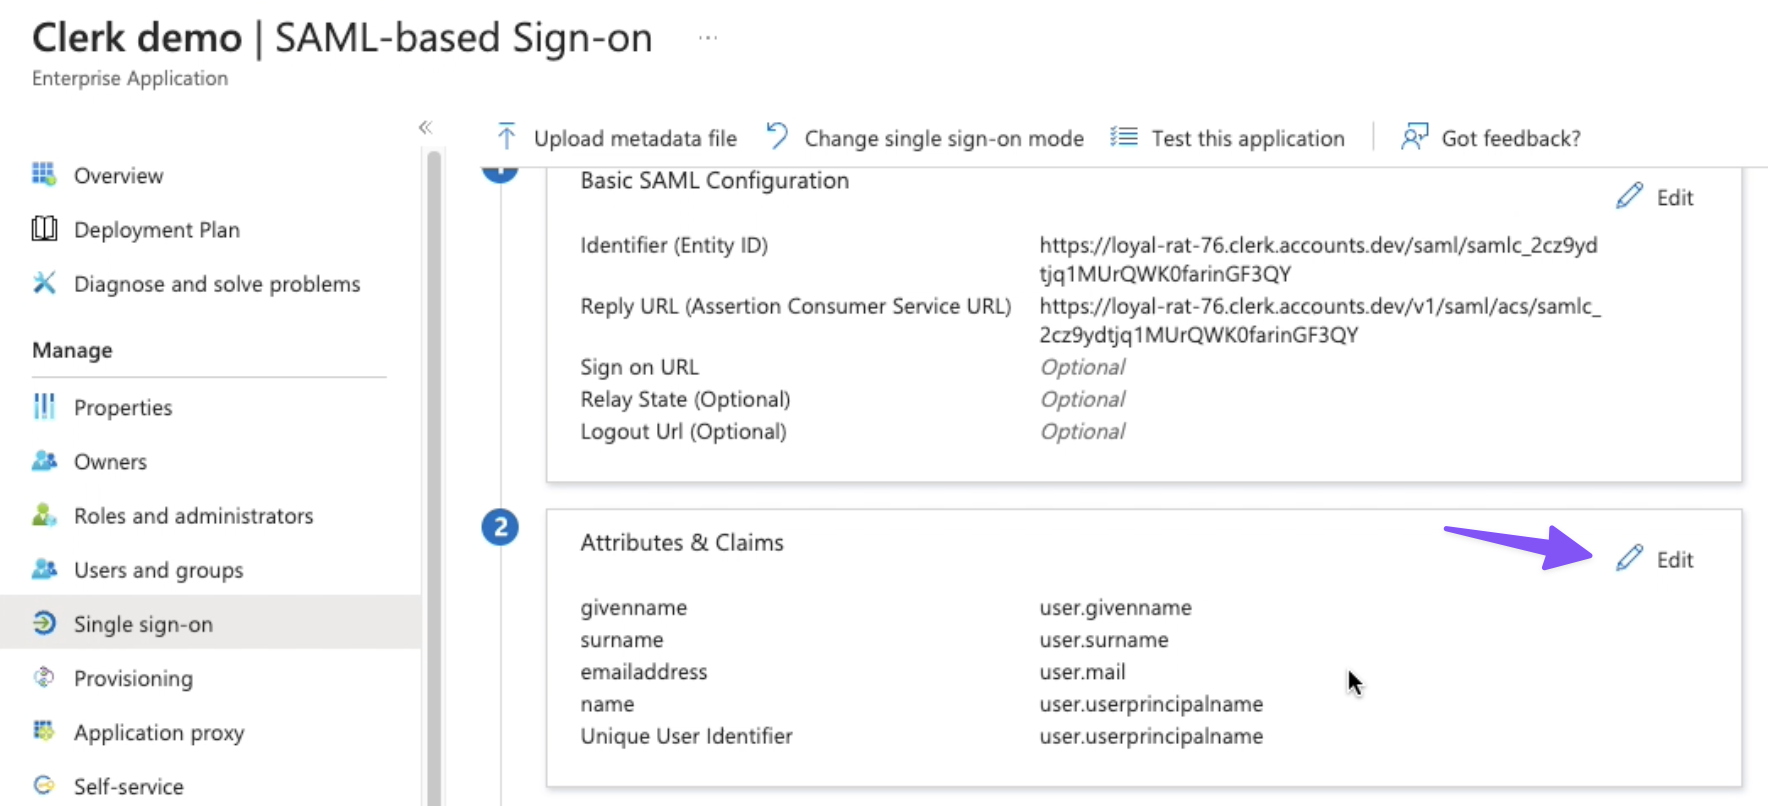 Clerk demo | SAML-based Sign-on ...
Enterprise Application
Upload metadata file
Change single sign-on mode
Test this application
Got feedback?
Overview
Deployment Plan
Diagnose and solve problems
Manage
Properties
Owners
Roles and administrators
Users and groups
Single sign-on
Provisioning
Application proxy
Self-service
Basic SAML Configuration
Edit
Identifier (Entity ID)
https://loyal-rat-76.clerk.accounts.dev/saml/samlc_2cz9yd
tjq1MUrQWK0farinGF3QY
Reply URL (Assertion Consumer Service URL)
https://loyal-rat-76.clerk.accounts.dev/v1/saml/acs/samlc_
2cz9ydtjq1MUrQWK0farinGF3QY
Sign on URL Optional
Relay State (Optional) Optional
Logout Url (Optional) Optional
2
Attributes & Claims
Edit
givenname user.givenname
surname user.surname
emailaddress user.mail
name user.userprincipalname
Unique User Identifier user.userprincipalname